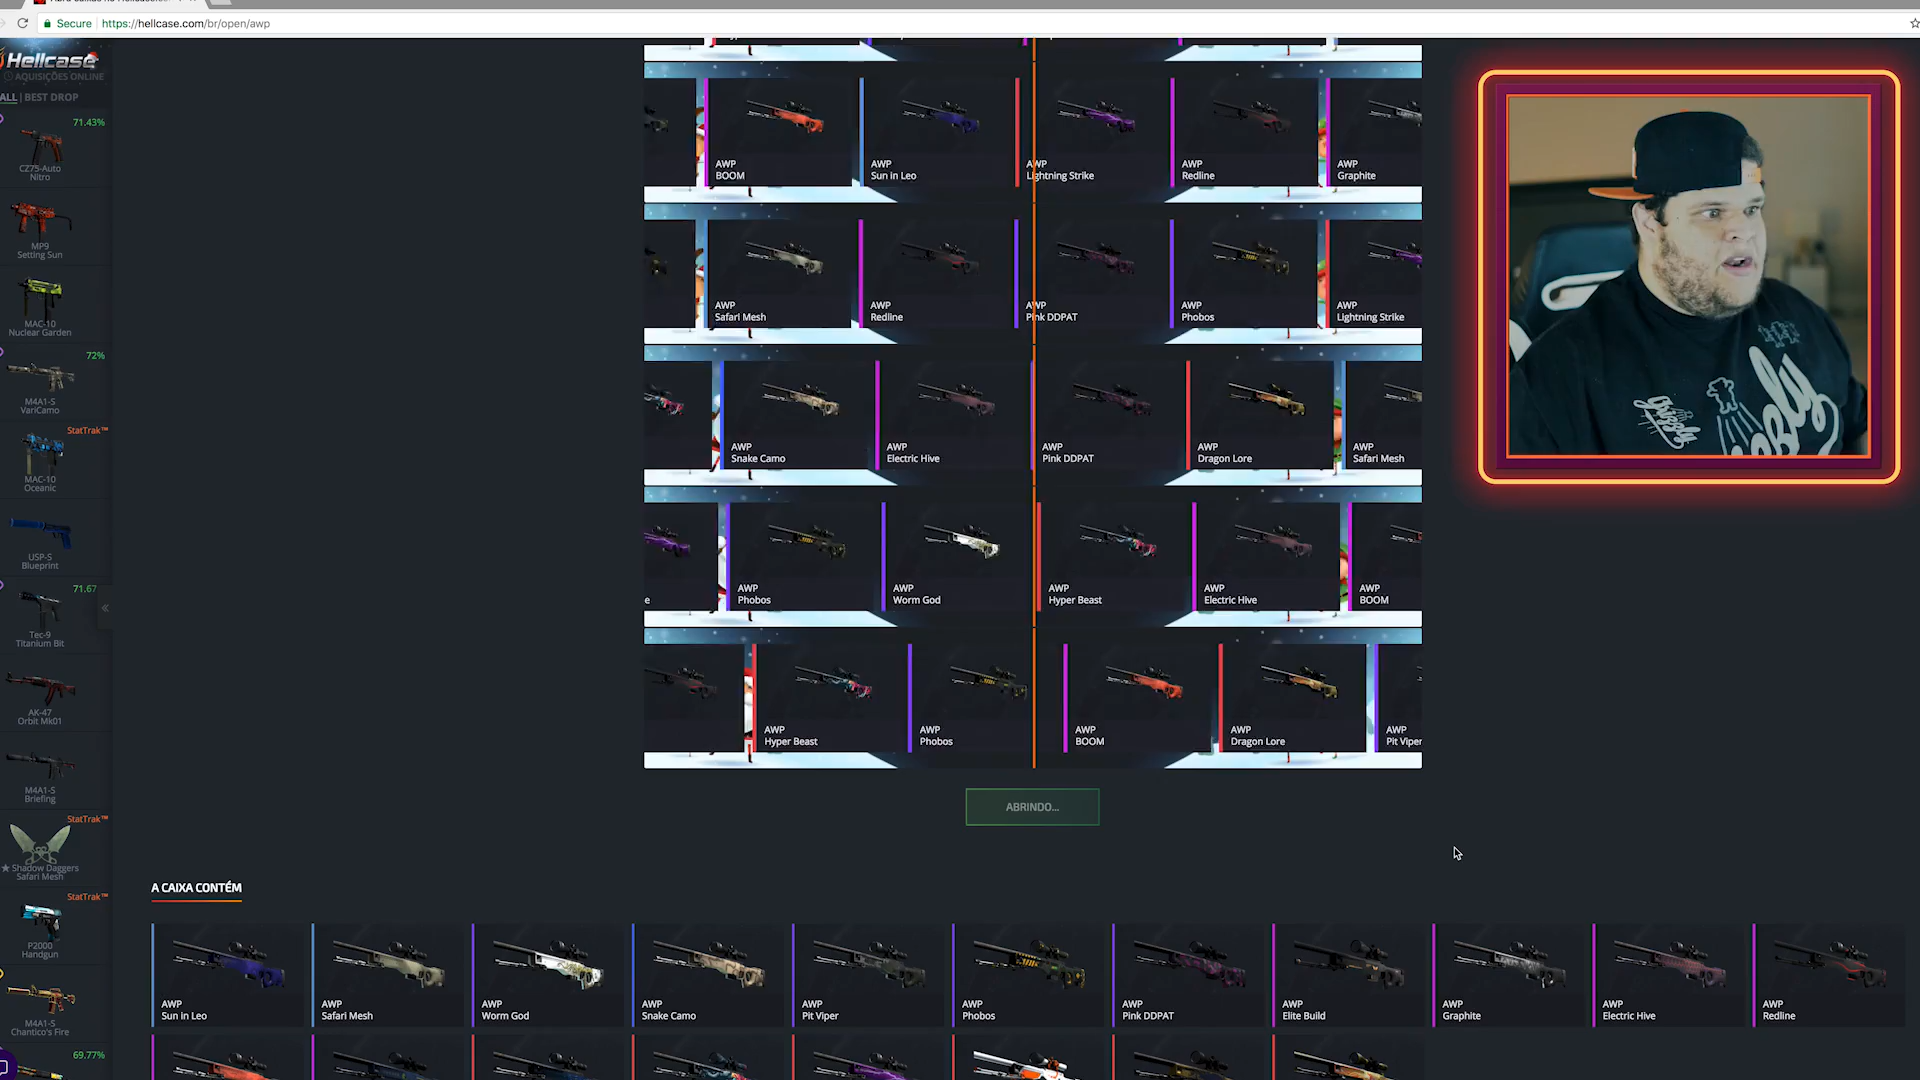 Secure
https://hellcase.com/br/open/awp
Hellcase
AQUISIÇÕES ONLINE
ALL | BEST DROP
71.43%
CZ75-Auto
Nitro
MP9
Setting Sun
MAC-10
Nuclear Garden
72%
M4A1-S
VariCamo
StatTrak™
MAC-10
Oceanic
USP-S
Blueprint
71.67
Tec-9
Titanium Bit
AK-47
Orbit Mk01
M4A1-S
Briefing
StatTrak™
★ Shadow Daggers
Safari Mesh
StatTrak™
P2000
Handgun
M4A1-S
Chantico's Fire
69.77%
AWP
BOOM
AWP
Sun in Leo
AWP
Lightning Strike
AWP
Redline
AWP
Graphite
AWP
Safari Mesh
AWP
Redline
AWP
Pink DDPAT
AWP
Phobos
AWP
Lightning Strike
AWP
Snake Camo
AWP
Electric Hive
AWP
Pink DDPAT
AWP
Dragon Lore
AWP
Safari Mesh
e
AWP
Phobos
AWP
Worm God
AWP
Hyper Beast
AWP
Electric Hive
AWP
BOOM
AWP
Hyper Beast
AWP
Phobos
AWP
BOOM
AWP
Dragon Lore
AWP
Pit Viper
ABRINDO...
A CAIXA CONTÉM
AWP
Sun in Leo
AWP
Safari Mesh
AWP
Worm God
AWP
Snake Camo
AWP
Pit Viper
AWP
Phobos
AWP
Pink DDPAT
AWP
Elite Build
AWP
Graphite
AWP
Electric Hive
AWP
Redline
grizzly